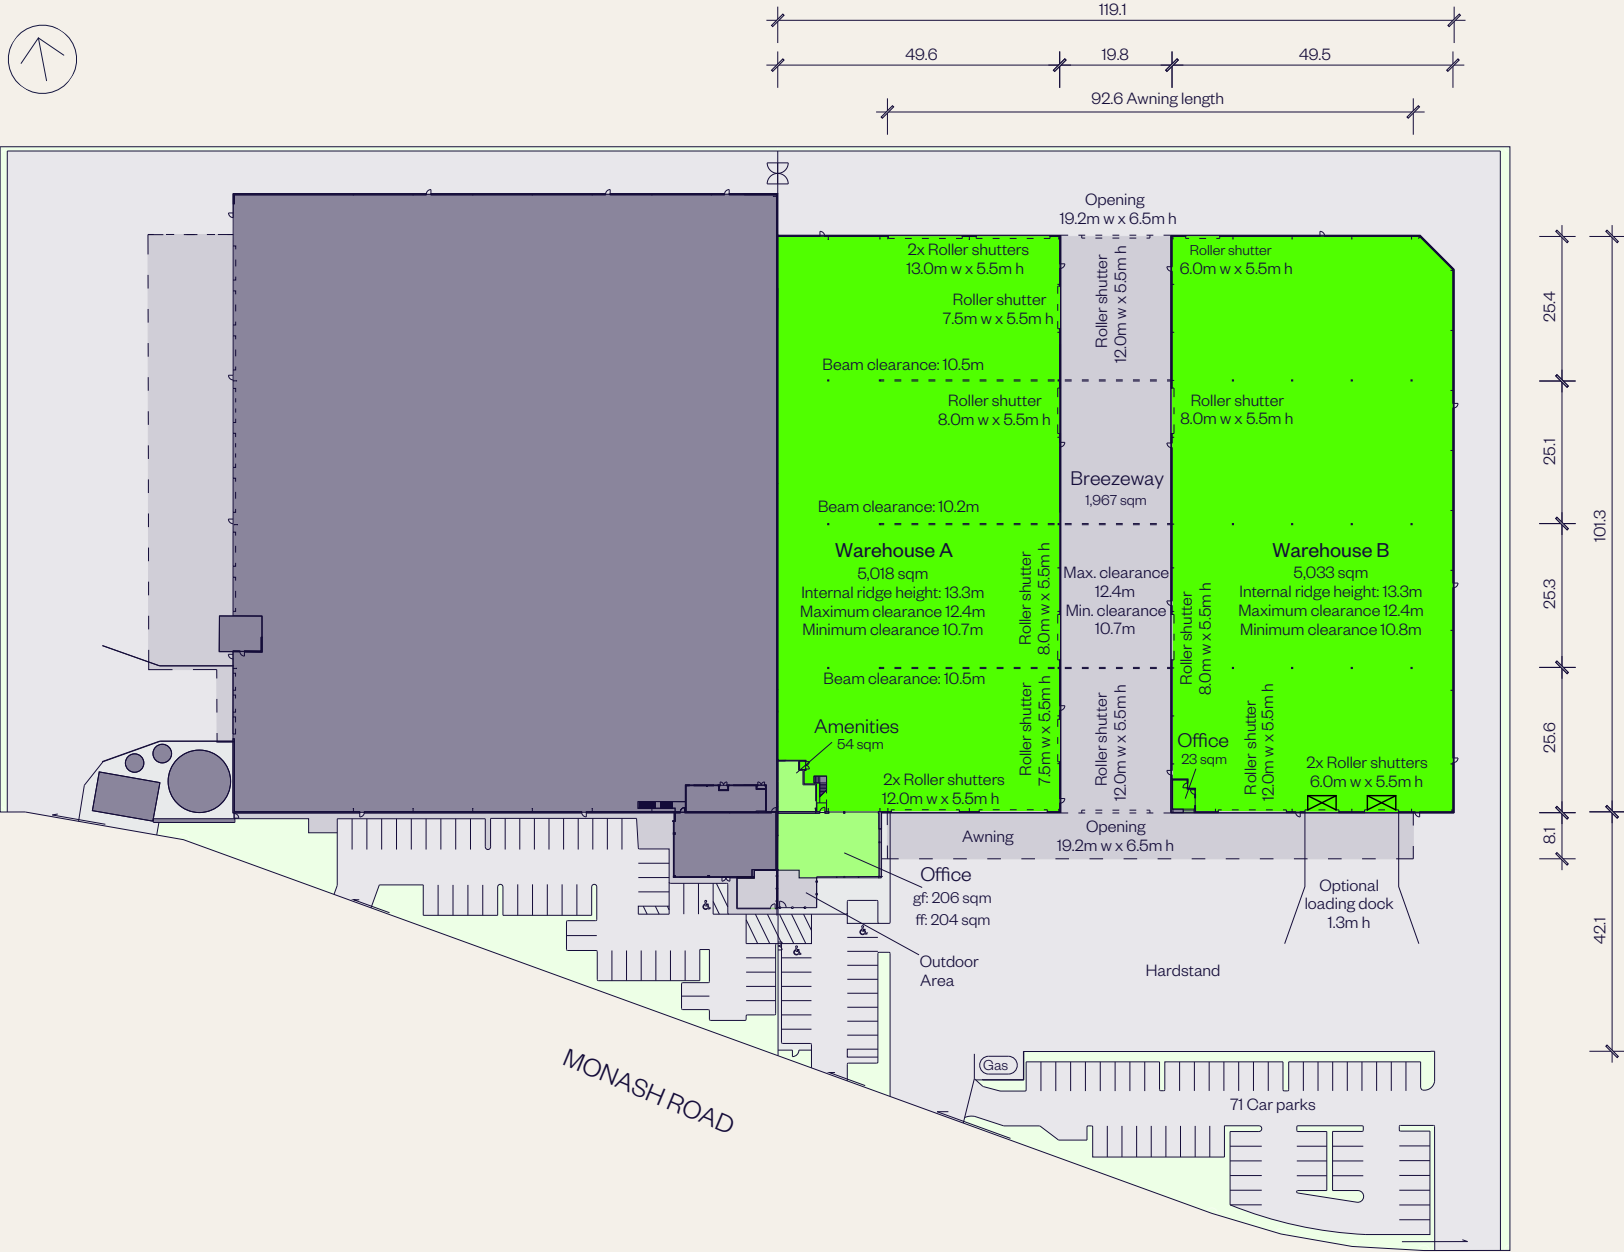 119.1
49.6
19.8
49.5
92.6 Awning length
Opening
19.2m w x 6.5m h
2x Roller shutters
13.0m w x 5.5m h
Roller shutter
12.0m w x 5.5m h
Roller shutter
6.0m w x 5.5m h
Roller shutter
7.5m w x 5.5m h
25.4
Beam clearance: 10.5m
Roller shutter
8.0m w x 5.5m h
Roller shutter
8.0m w x 5.5m h
25.1
Breezeway
1,967 sqm
Beam clearance: 10.2m
101.3
Warehouse A
5,018 sqm
Internal ridge height: 13.3m
Maximum clearance 12.4m
Minimum clearance 10.7m
Roller shutter
8.0m w x 5.5m h
Max. clearance
12.4m
Min. clearance
10.7m
Roller shutter
8.0m w x 5.5m h
Warehouse B
5,033 sqm
Internal ridge height: 13.3m
Maximum clearance 12.4m
Minimum clearance 10.8m
25.3
Beam clearance: 10.5m
Amenities
54 sqm
Roller shutter
7.5m w x 5.5m h
Roller shutter
12.0m w x 5.5m h
Office
23 sqm
Roller shutter
12.0m w x 5.5m h
25.6
2x Roller shutters
12.0m w x 5.5m h
2x Roller shutters
6.0m w x 5.5m h
Awning
Opening
19.2m w x 6.5m h
8.1
Office
gf: 206 sqm
ff: 204 sqm
Optional
loading dock
1.3m h
42.1
Outdoor
Area
Hardstand
MONASH ROAD
Gas
71 Car parks